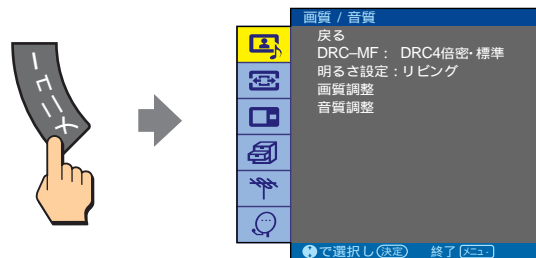 メニュー
画質 / 音質
戻る
DRC–MF： DRC4倍密・標準
明るさ設定：リビング
画質調整
音質調整
で選択し 決定 終了 メニュー